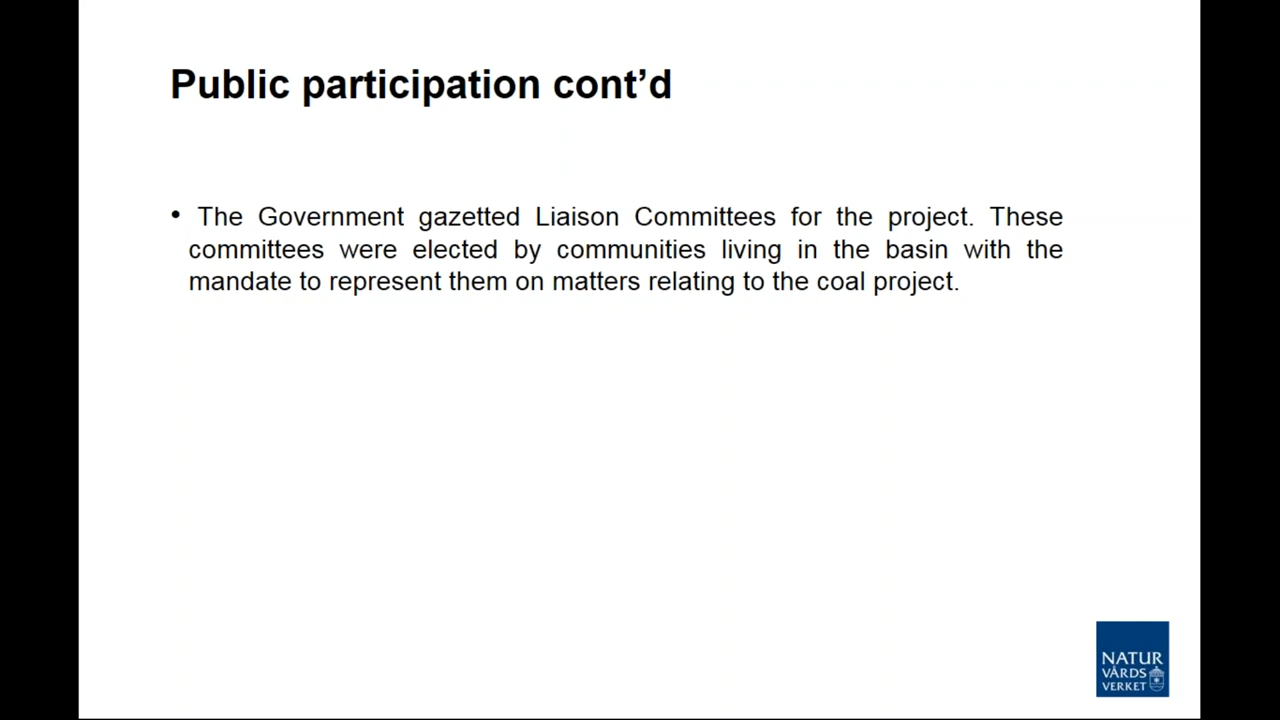 Public participation cont’d
• The Government gazetted Liaison Committees for the project. These
committees were elected by communities living in the basin with the
mandate to represent them on matters relating to the coal project.
NATUR
VÅRDS
VERKET